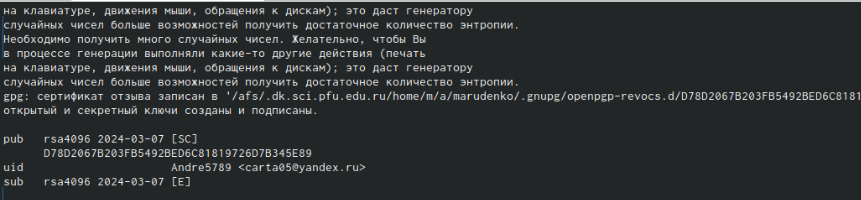 на клавиатуре, движения мыши, обращения к дискам); это даст генератору
случайных чисел больше возможностей получить достаточное количество энтропии.
Необходимо получить много случайных чисел. Желательно, чтобы Вы
в процессе генерации выполняли какие-то другие действия (печать
на клавиатуре, движения мыши, обращения к дискам); это даст генератору
случайных чисел больше возможностей получить достаточное количество энтропии.
gpg: сертификат отзыва записан в '/afs/.dk.sci.pfu.edu.ru/home/m/a/marudenko/.gnupg/openpgp-revocs.d/D78D2067B203FB5492BED6C8181
открытый и секретный ключи созданы и подписаны.
pub   rsa4096 2024-03-07 [SC]
      D78D2067B203FB5492BED6C81819726D7B345E89
uid                      Andre5789 <carta05@yandex.ru>
sub   rsa4096 2024-03-07 [E]